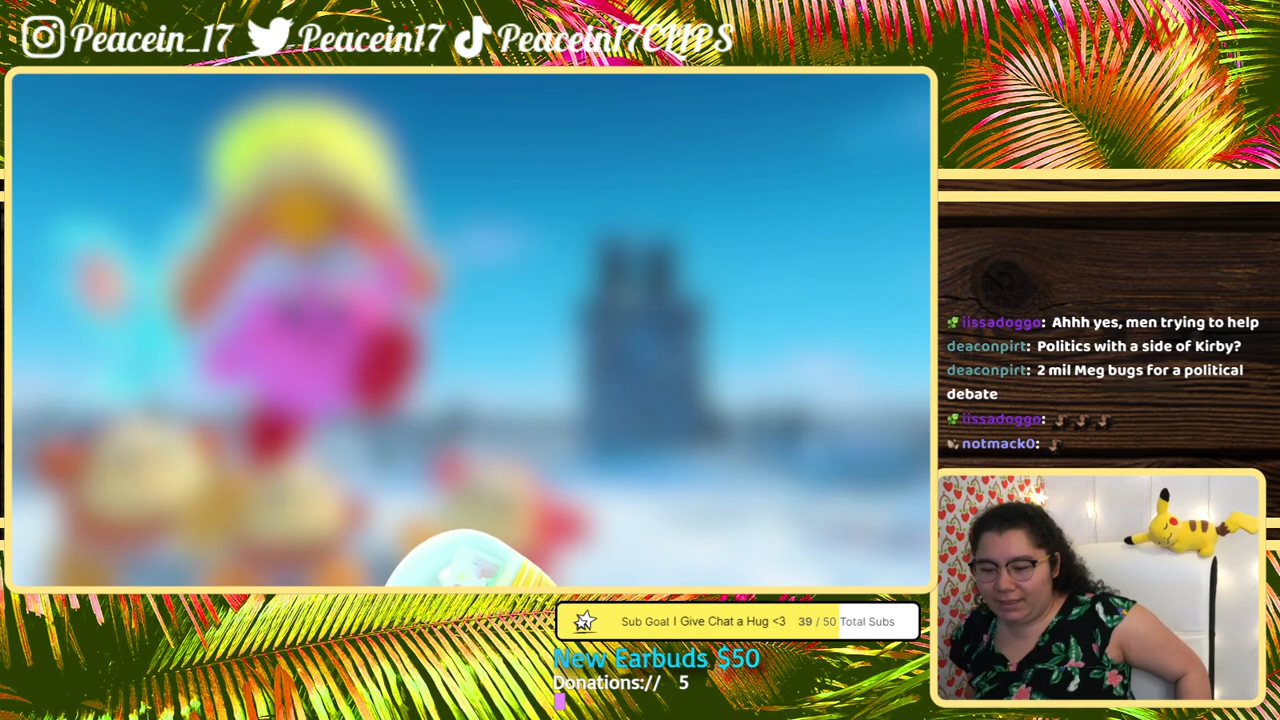 Peacein_17 Peacein17 Peacein17CLIPS
iissadoggo: Ahhh yes, men trying to help
deaconpirt: Politics with a side of Kirby?
deaconpirt: 2 mil Meg bugs for a political
debate
iissadoggo:
notmack0:
Sub Goal I Give Chat a Hug <3 39 / 50 Total Subs
New Earbuds $50
Donations:// 5